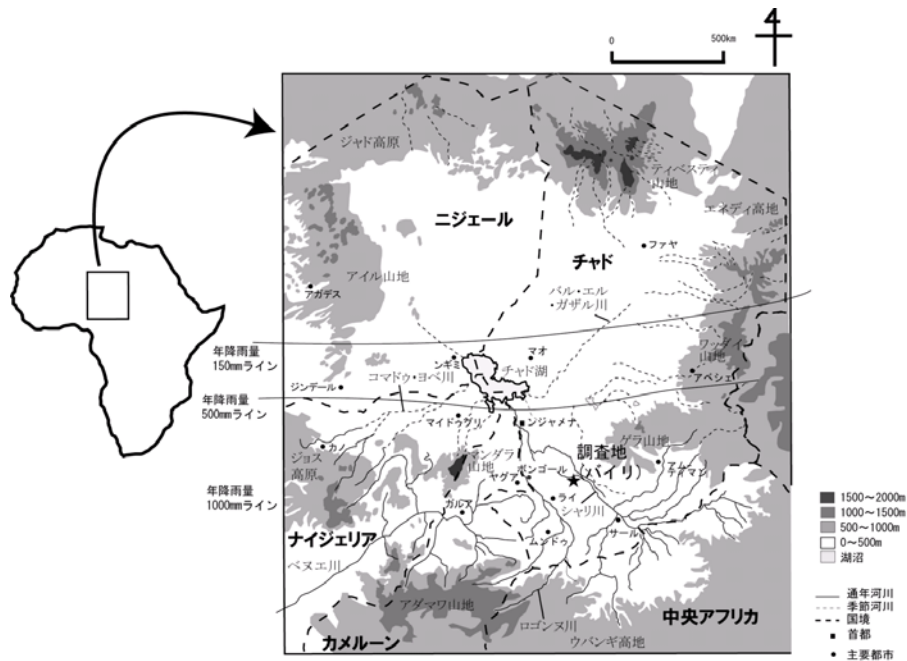 4
0
500km
ジャド高原
ティベスティ
山地
エネディ高地
ニジェール
ファヤ
チャド
アイル山地
アガデス
バル・エル
・ガザル川
年降雨量
150mmライン
ンギミ
マオ
チャド湖
ワッダイ
山地
アベシェ
ジンデール
コマドゥ・ヨベ川
年降雨量
500mmライン
マイドゥグリ
ンジャメナ
カノ
ジョス
高原
マンダラ
山地
ゲラ山地
調査地
(バイリ)
ボンゴール
ヤグア
ライ
シャリ川
年降雨量
1000mmライン
ガルア
サール
ムンドゥ
ナイジェリア
ベヌエ川
アダマワ山地
ロゴンヌ川
中央アフリカ
ウバンギ高地
カメルーン
1500～2000m
1000～1500m
500～1000m
0～500m
湖沼
通年河川
季節河川
国境
首都
主要都市